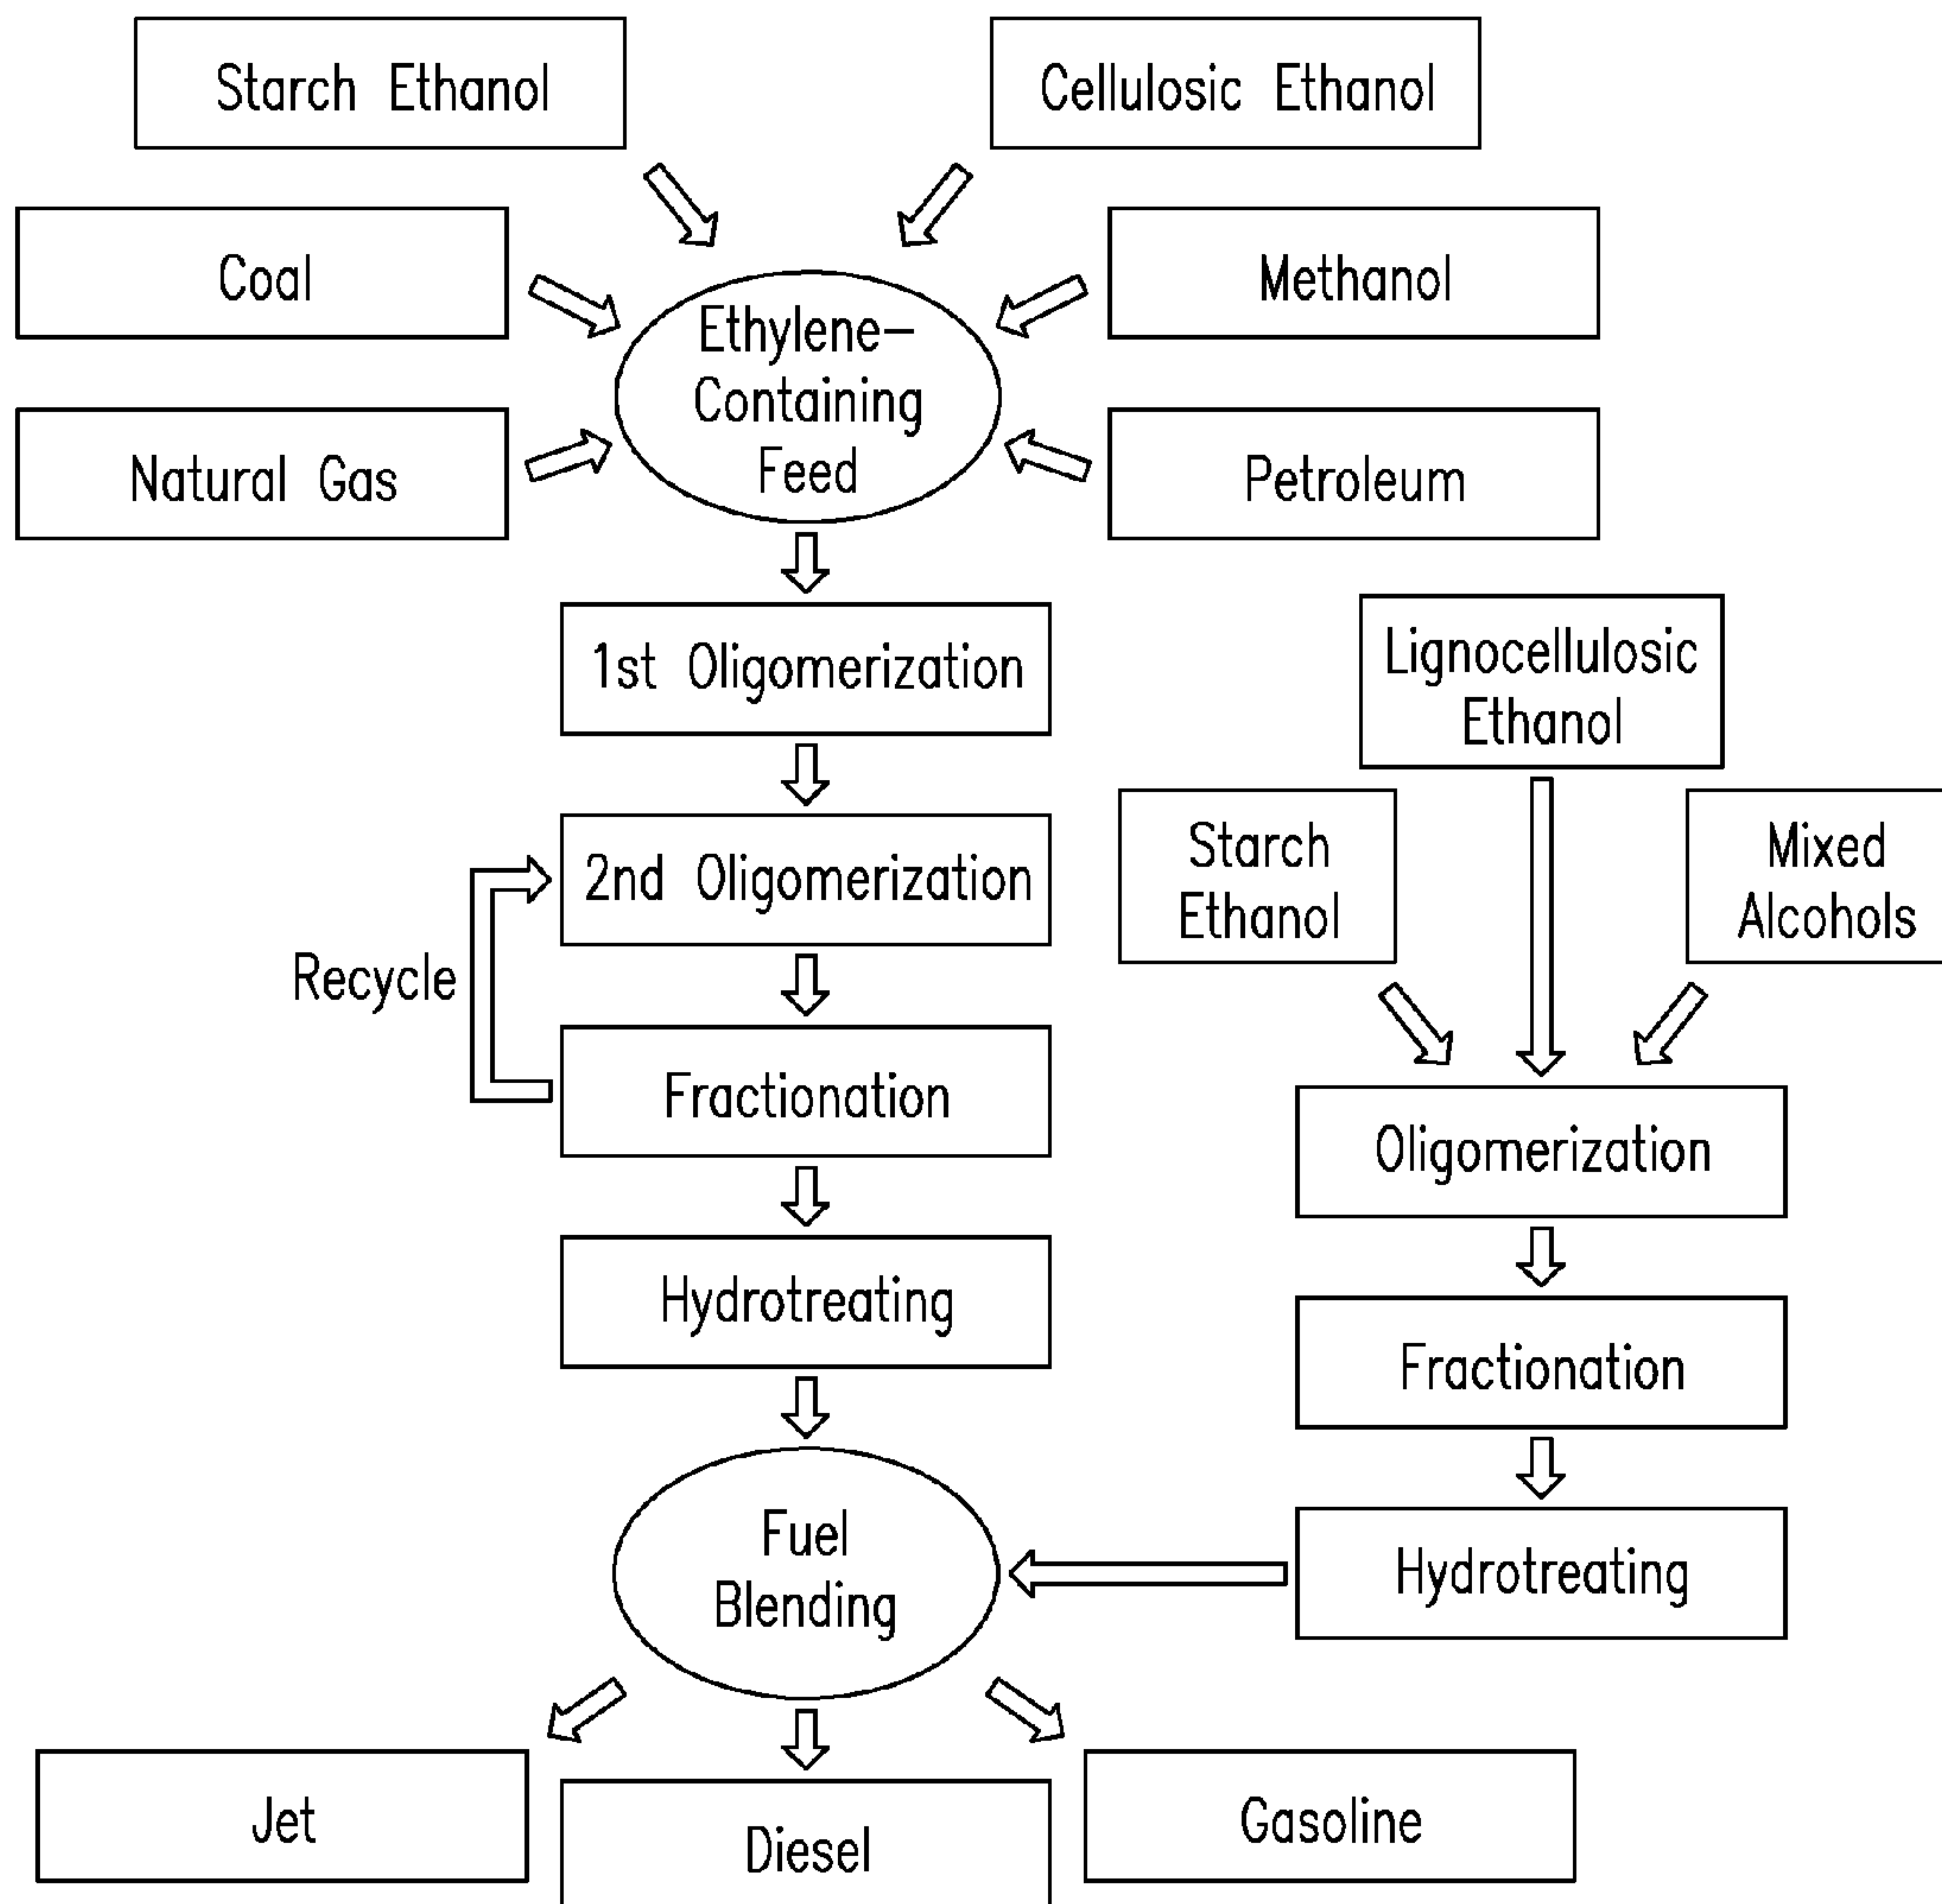 Starch Ethanol
Cellulosic Ethanol
Coal
Methanol
Ethylene-
Containing
Feed
Natural Gas
Petroleum
1st Oligomerization
Lignocellulosic
Ethanol
2nd Oligomerization
Starch
Ethanol
Mixed
Alcohols
Recycle
Fractionation
Oligomerization
Hydrotreating
Fractionation
Fuel
Blending
Hydrotreating
Jet
Diesel
Gasoline